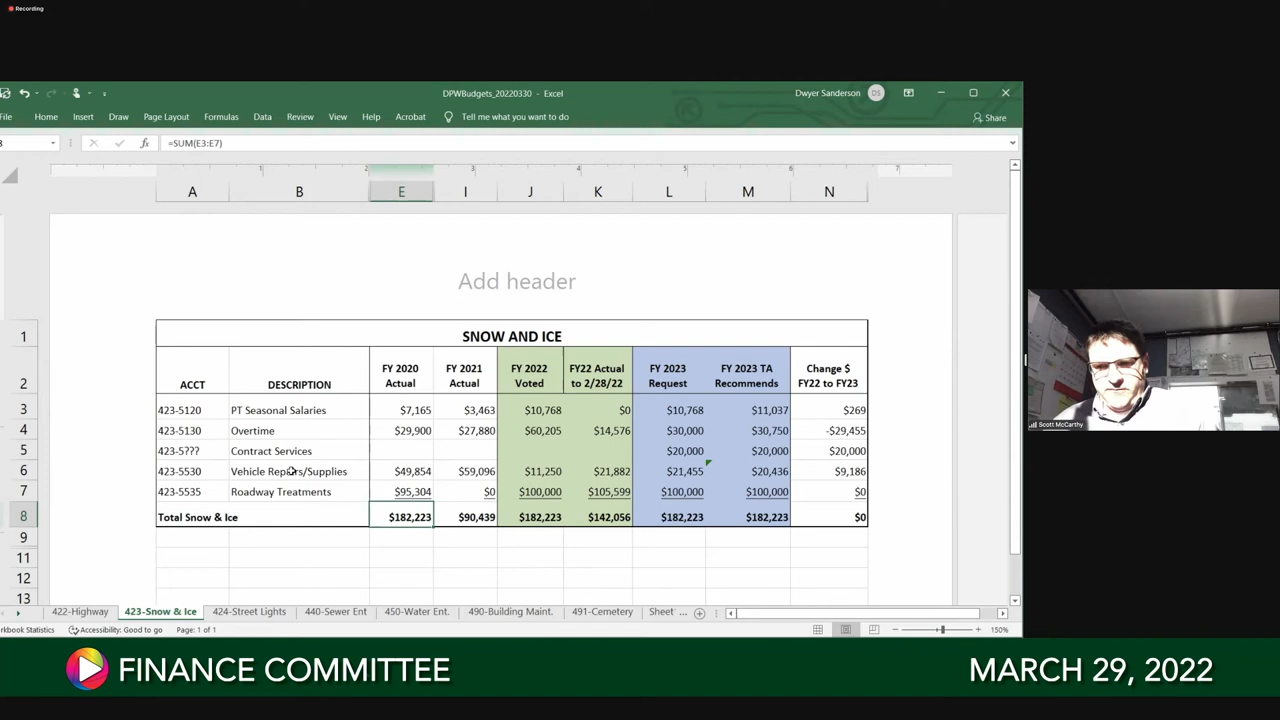 Recording
DPWBudgets_20220330 - Excel
Dwyer Sanderson
DS
File Home Insert Draw Page Layout Formulas Data Review View Help Acrobat Tell me what you want to do
Share
=SUM(E3:E7)
1 2 4 5 6 7
A B E I J K L M N
Add header
1 SNOW AND ICE
2 ACCT DESCRIPTION FY 2020 Actual FY 2021 Actual FY 2022 Voted FY22 Actual to 2/28/22 FY 2023 Request FY 2023 TA Recommends Change $ FY22 to FY23
3 423-5120 PT Seasonal Salaries $7,165 $3,463 $10,768 $0 $10,768 $11,037 $269
4 423-5130 Overtime $29,900 $27,880 $60,205 $14,576 $30,000 $30,750 -$29,455
5 423-5??? Contract Services $20,000 $20,000 $20,000
6 423-5530 Vehicle Repairs/Supplies $49,854 $59,096 $11,250 $21,882 $21,455 $20,436 $9,186
7 423-5535 Roadway Treatments $95,304 $0 $100,000 $105,599 $100,000 $100,000 $0
8 Total Snow & Ice $182,223 $90,439 $182,223 $142,056 $182,223 $182,223 $0
9
11
12
13
422-Highway 423-Snow & Ice 424-Street Lights 440-Sewer Ent 450-Water Ent. 490-Building Maint. 491-Cemetery Sheet ...
rkbook Statistics Accessibility: Good to go Page: 1 of 1 150%
Scott McCarthy
FINANCE COMMITTEE
MARCH 29, 2022